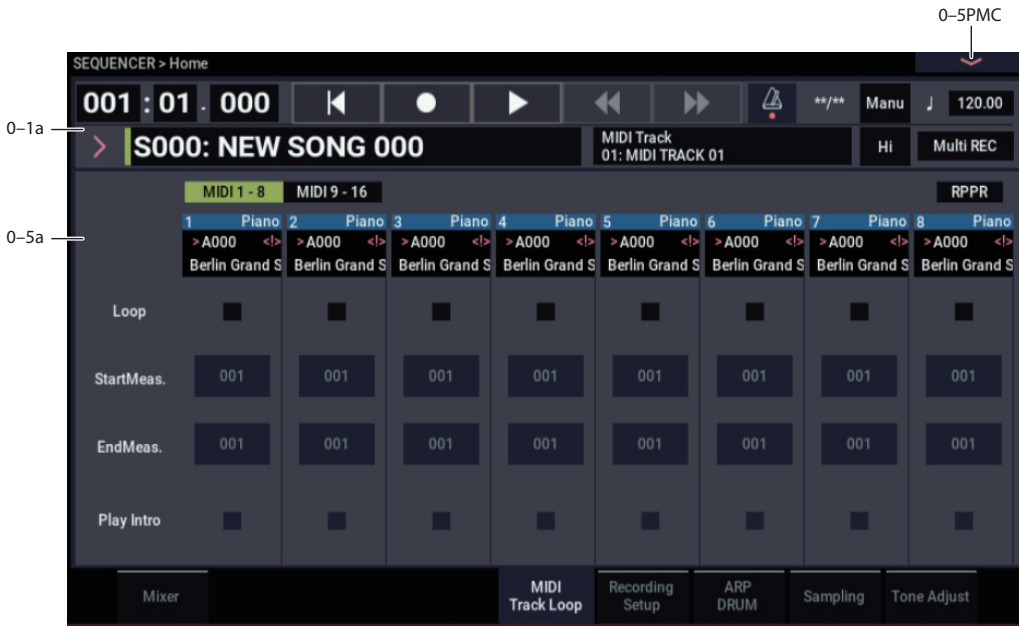 0–5PMC
SEQUENCER > Home
001 : 01 . 000 **/** Manu ♩ 120.00
0–1a
> S000: NEW SONG 000 MIDI Track 01: MIDI TRACK 01 Hi Multi REC
MIDI 1 - 8 MIDI 9 - 16 RPPR
0–5a
1 Piano 2 Piano 3 Piano 4 Piano 5 Piano 6 Piano 7 Piano 8 Piano
>A000 <!> >A000 <!> >A000 <!> >A000 <!> >A000 <!> >A000 <!> >A000 <!> >A000 <!>
Berlin Grand S Berlin Grand S Berlin Grand S Berlin Grand S Berlin Grand S Berlin Grand S Berlin Grand S Berlin Grand S
Loop
StartMeas. 001 001 001 001 001 001 001 001
EndMeas. 001 001 001 001 001 001 001 001
Play Intro
Mixer MIDI Track Loop Recording Setup ARP DRUM Sampling Tone Adjust